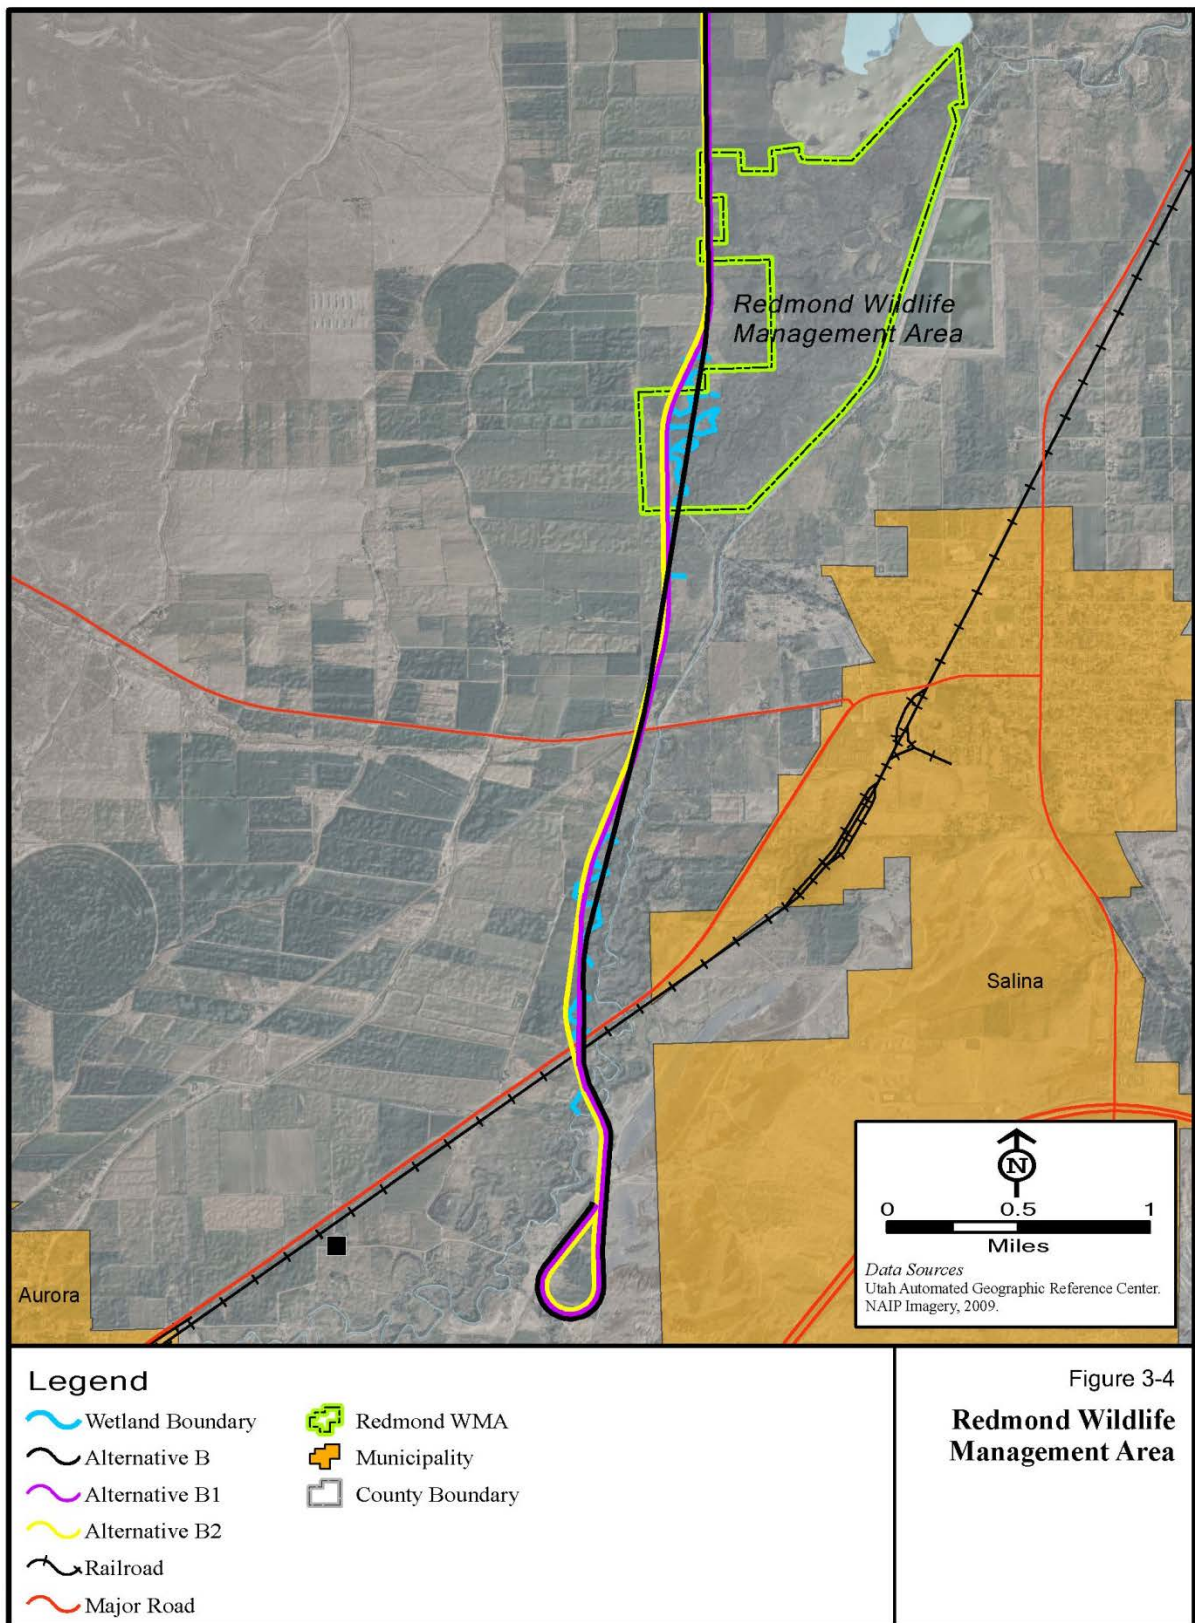 Redmond Wildlife
Management Area
Salina
Aurora
N
0 0.5 1
Miles
Data Sources
Utah Automated Geographic Reference Center.
NAIP Imagery, 2009.
Legend
Wetland Boundary
Alternative B
Alternative B1
Alternative B2
Railroad
Major Road
Redmond WMA
Municipality
County Boundary
Figure 3-4
Redmond Wildlife
Management Area